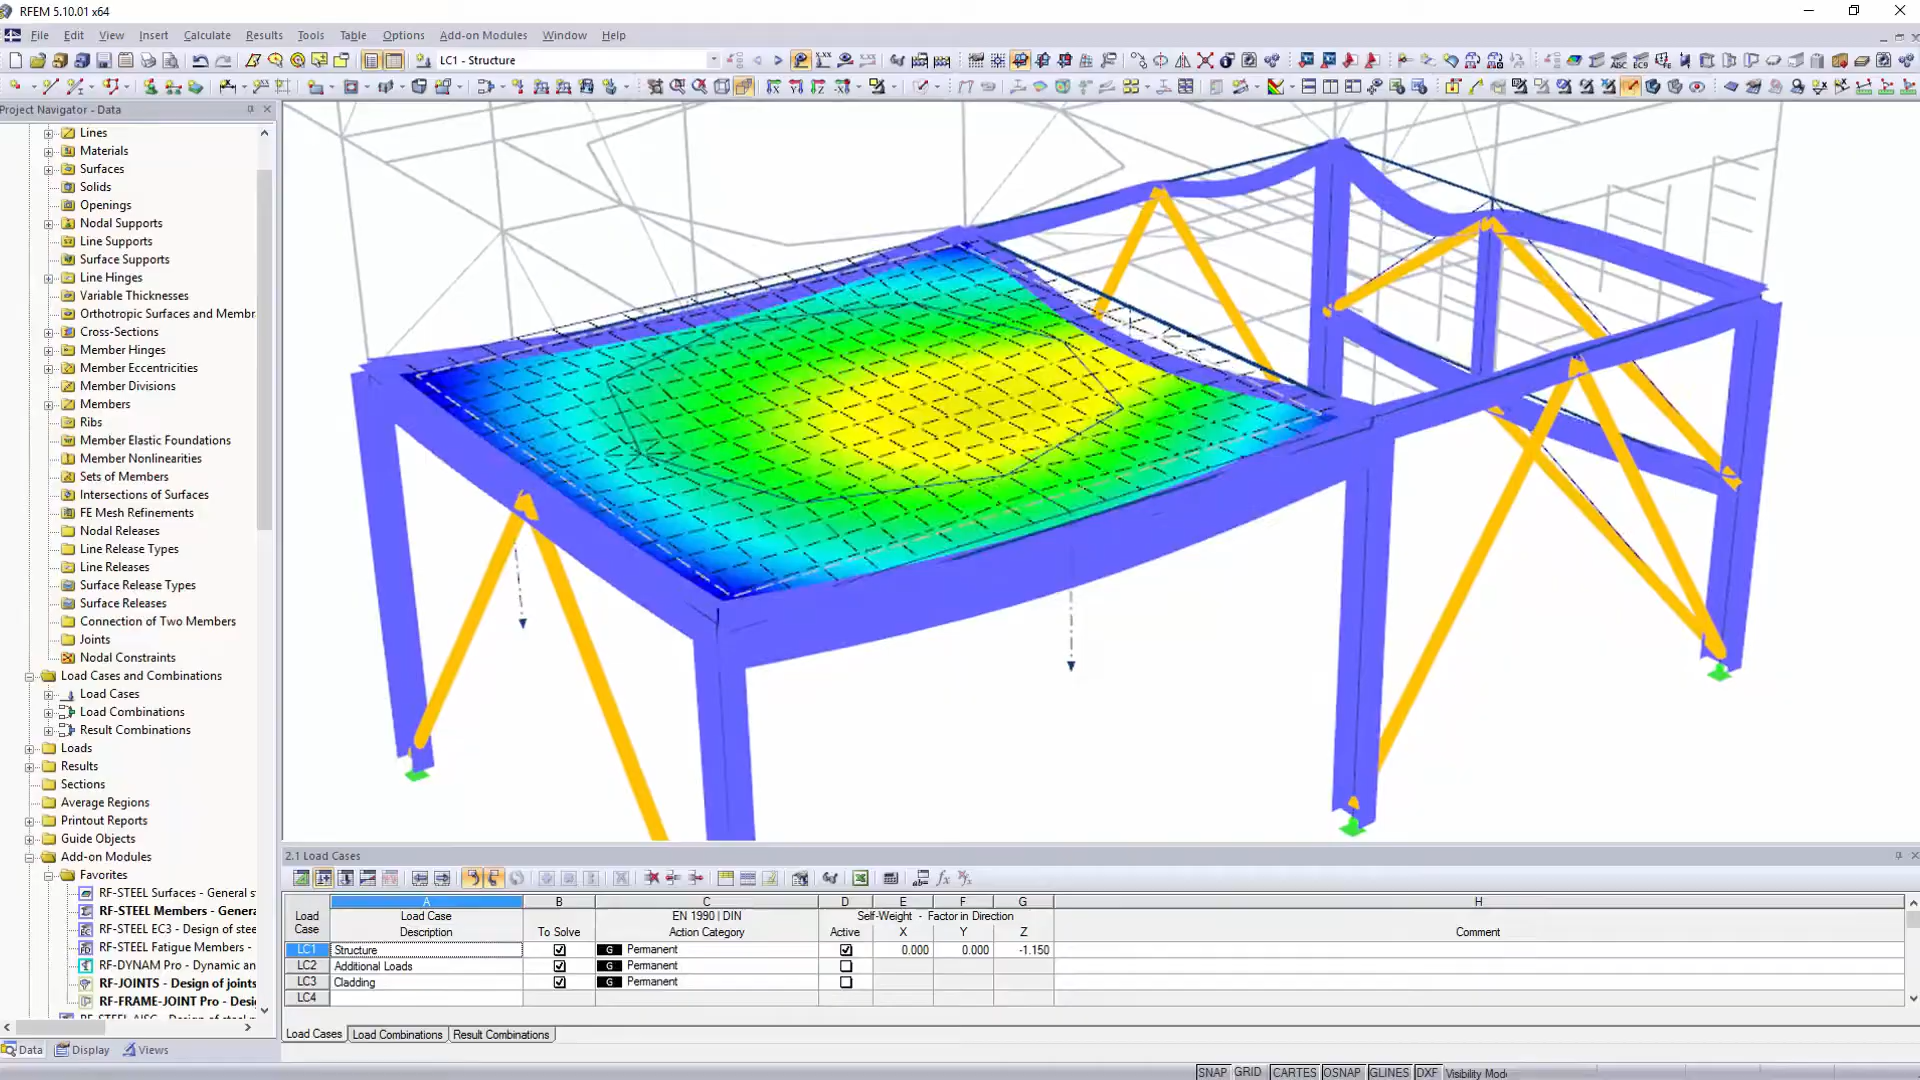 RFEM 5.10.01 x64
File Edit View Insert Calculate Results Tools Table Options Add-on Modules Window Help
LC1 - Structure
Project Navigator - Data
Lines
Materials
Surfaces
Solids
Openings
Nodal Supports
Line Supports
Surface Supports
Line Hinges
Variable Thicknesses
Orthotropic Surfaces and Membr
Cross-Sections
Member Hinges
Member Eccentricities
Member Divisions
Members
Ribs
Member Elastic Foundations
Member Nonlinearities
Sets of Members
Intersections of Surfaces
FE Mesh Refinements
Nodal Releases
Line Release Types
Line Releases
Surface Release Types
Surface Releases
Connection of Two Members
Joints
Nodal Constraints
Load Cases and Combinations
Load Cases
Load Combinations
Result Combinations
Loads
Results
Sections
Average Regions
Printout Reports
Guide Objects
Add-on Modules
Favorites
RF-STEEL Surfaces - General s
RF-STEEL Members - Genera
RF-STEEL EC3 - Design of stee
RF-STEEL Fatigue Members -
RF-DYNAM Pro - Dynamic an
RF-JOINTS - Design of joints
RF-FRAME-JOINT Pro - Desi
Data Display Views
2.1 Load Cases
A B C D E F G H
Load Load Case EN 1990 | DIN Self-Weight - Factor in Direction
Case Description To Solve Action Category Active X Y Z Comment
LC1 Structure G Permanent 0.000 0.000 -1.150
LC2 Additional Loads G Permanent
LC3 Cladding G Permanent
LC4
Load Cases Load Combinations Result Combinations
SNAP GRID CARTES OSNAP GLINES DXF Visibility Mode